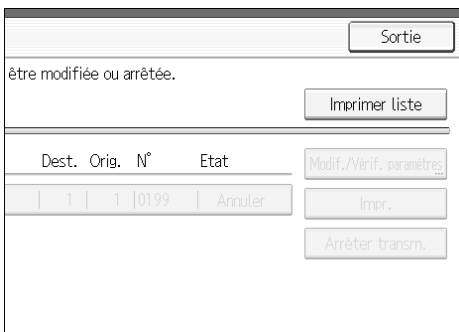 Sortie
être modifiée ou arrêtée.
Imprimer liste
Dest. Orig. N° Etat
Modif./Vérif. paramètres
1 1 0199 Annuler
Impr.
Arrêter transm.